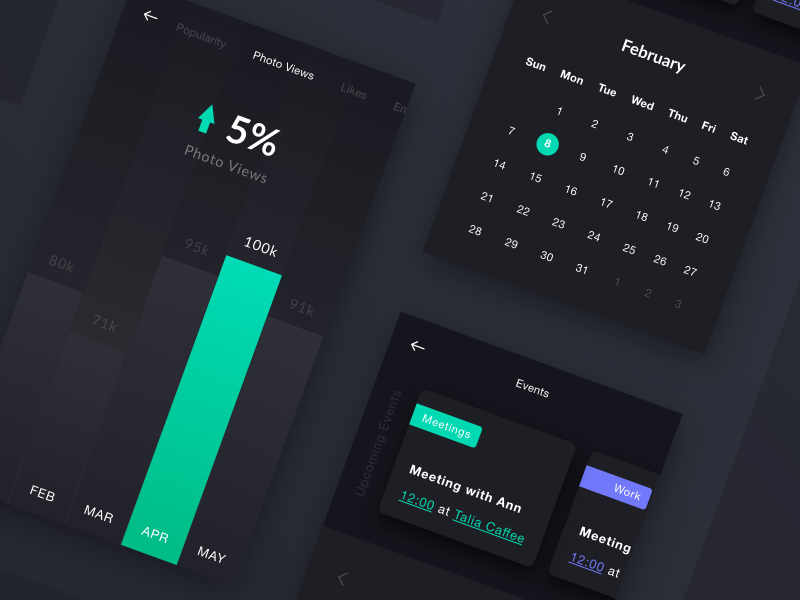 Popularity
Photo Views
Likes
En
5%
Photo Views
80k
71k
95k
100k
91k
FEB
MAR
APR
MAY
February
Sun Mon Tue Wed Thu Fri Sat
1 2 3 4 5 6
7 8 9 10 11 12 13
14 15 16 17 18 19 20
21 22 23 24 25 26 27
28 29 30 31 1 2 3
Events
Upcoming Events
Meetings
Meeting with Ann
12:00 at Talia Caffee
Work
Meeting
12:00 at